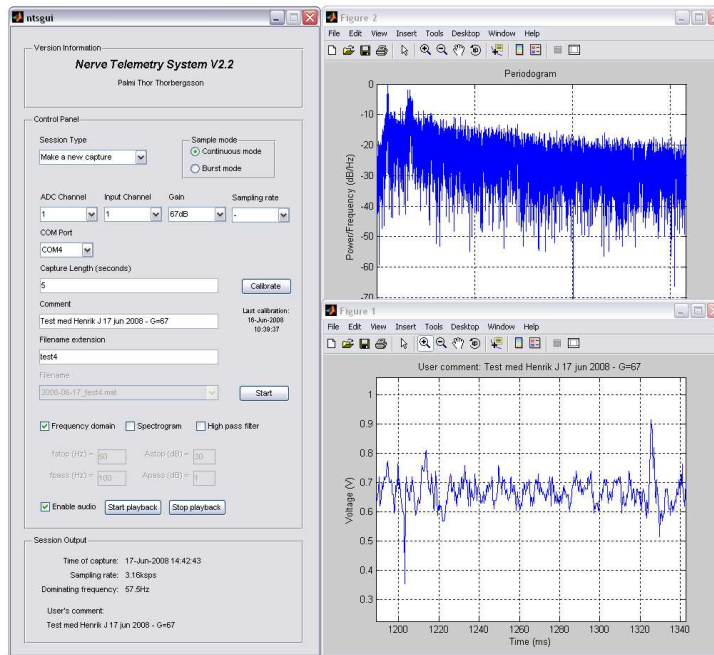 ntsgui
Version Information
Nerve Telemetry System V2.2
Palmi Thor Thorbergsson
Control Panel
Session Type
Make a new capture
Sample mode
Continuous mode
Burst mode
ADC Channel Input Channel Gain Sampling rate
1 1 67dB -
COM Port
COM4
Capture Length (seconds)
5
Calibrate
Comment
Test med Henrik J 17 jun 2008 - G=67
Last calibration:
16-Jun-2008
18:39:37
Filename extension
test4
Filename
2008-06-17_test4.mat
Start
Frequency domain Spectrogram High pass filter
fstop (Hz) = 50 Astop (dB) = 30
fpass (Hz) = 100 Apass (dB) = 1
Enable audio Start playback Stop playback
Session Output
Time of capture: 17-Jun-2008 14:42:43
Sampling rate: 3.16ksps
Dominating frequency: 57.5Hz
User's comment:
Test med Henrik J 17 jun 2008 - G=67
Figure 2
File Edit View Insert Tools Desktop Window Help
Periodogram
Power/Frequency (dB/Hz)
0
-10
-20
-30
-40
-50
-60
-70
Figure 1
File Edit View Insert Tools Desktop Window Help
User comment: Test med Henrik J 17 jun 2008 - G=67
Voltage (V)
1
0.9
0.8
0.7
0.6
0.5
0.4
0.3
1200 1220 1240 1260 1280 1300 1320 1340
Time (ms)